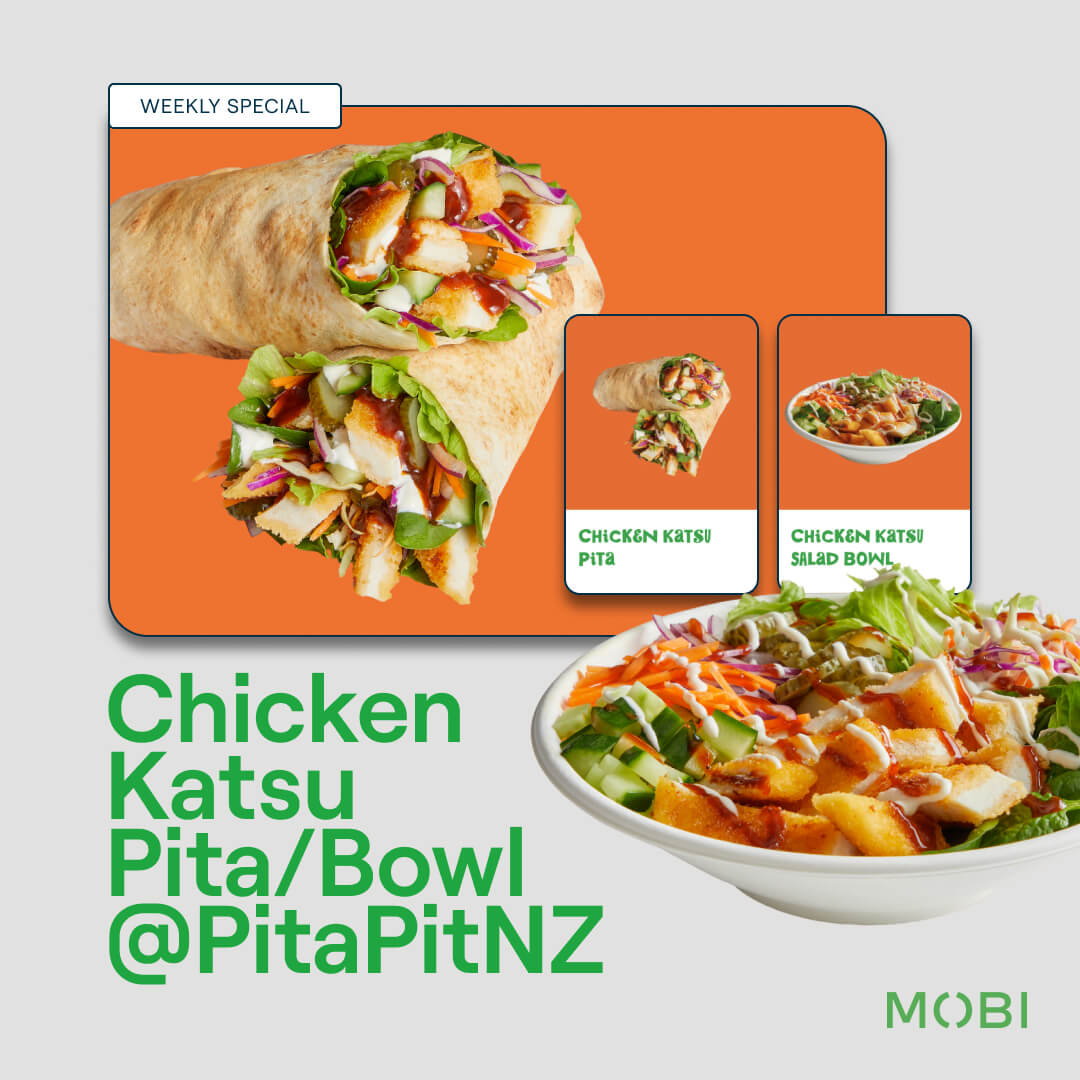 WEEKLY SPECIAL
CHICKEN KATSU
PITA
CHICKEN KATSU
SALAD BOWL
Chicken
Katsu
Pita/Bowl
@PitaPitNZ
MOBI